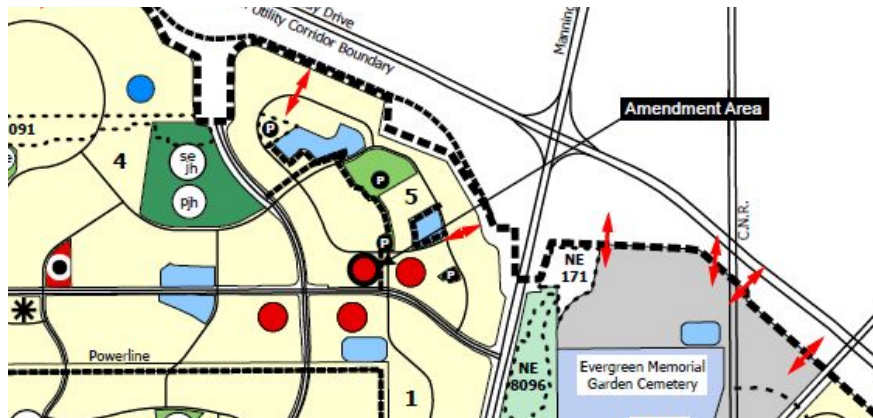 Drive
Utility Corridor Boundary
Manning
Amendment Area
091
4
se
jh
pjh
P
P
5
P
P
C.N.R.
NE
171
Powerline
1
NE
8096
Evergreen Memorial
Garden Cemetery